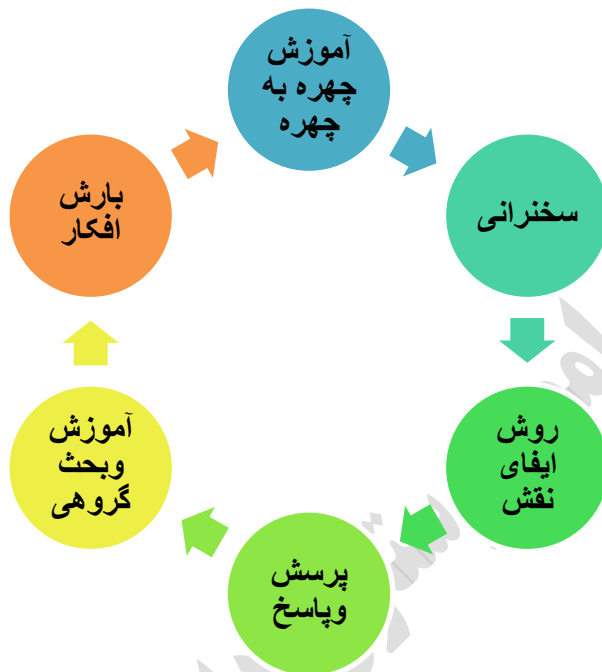 آموزش
چهره به
چهره
سخنرانی
روش
ایفای
نقش
پرسش
وپاسخ
آموزش
وبحث
گروهی
بارش
افکار